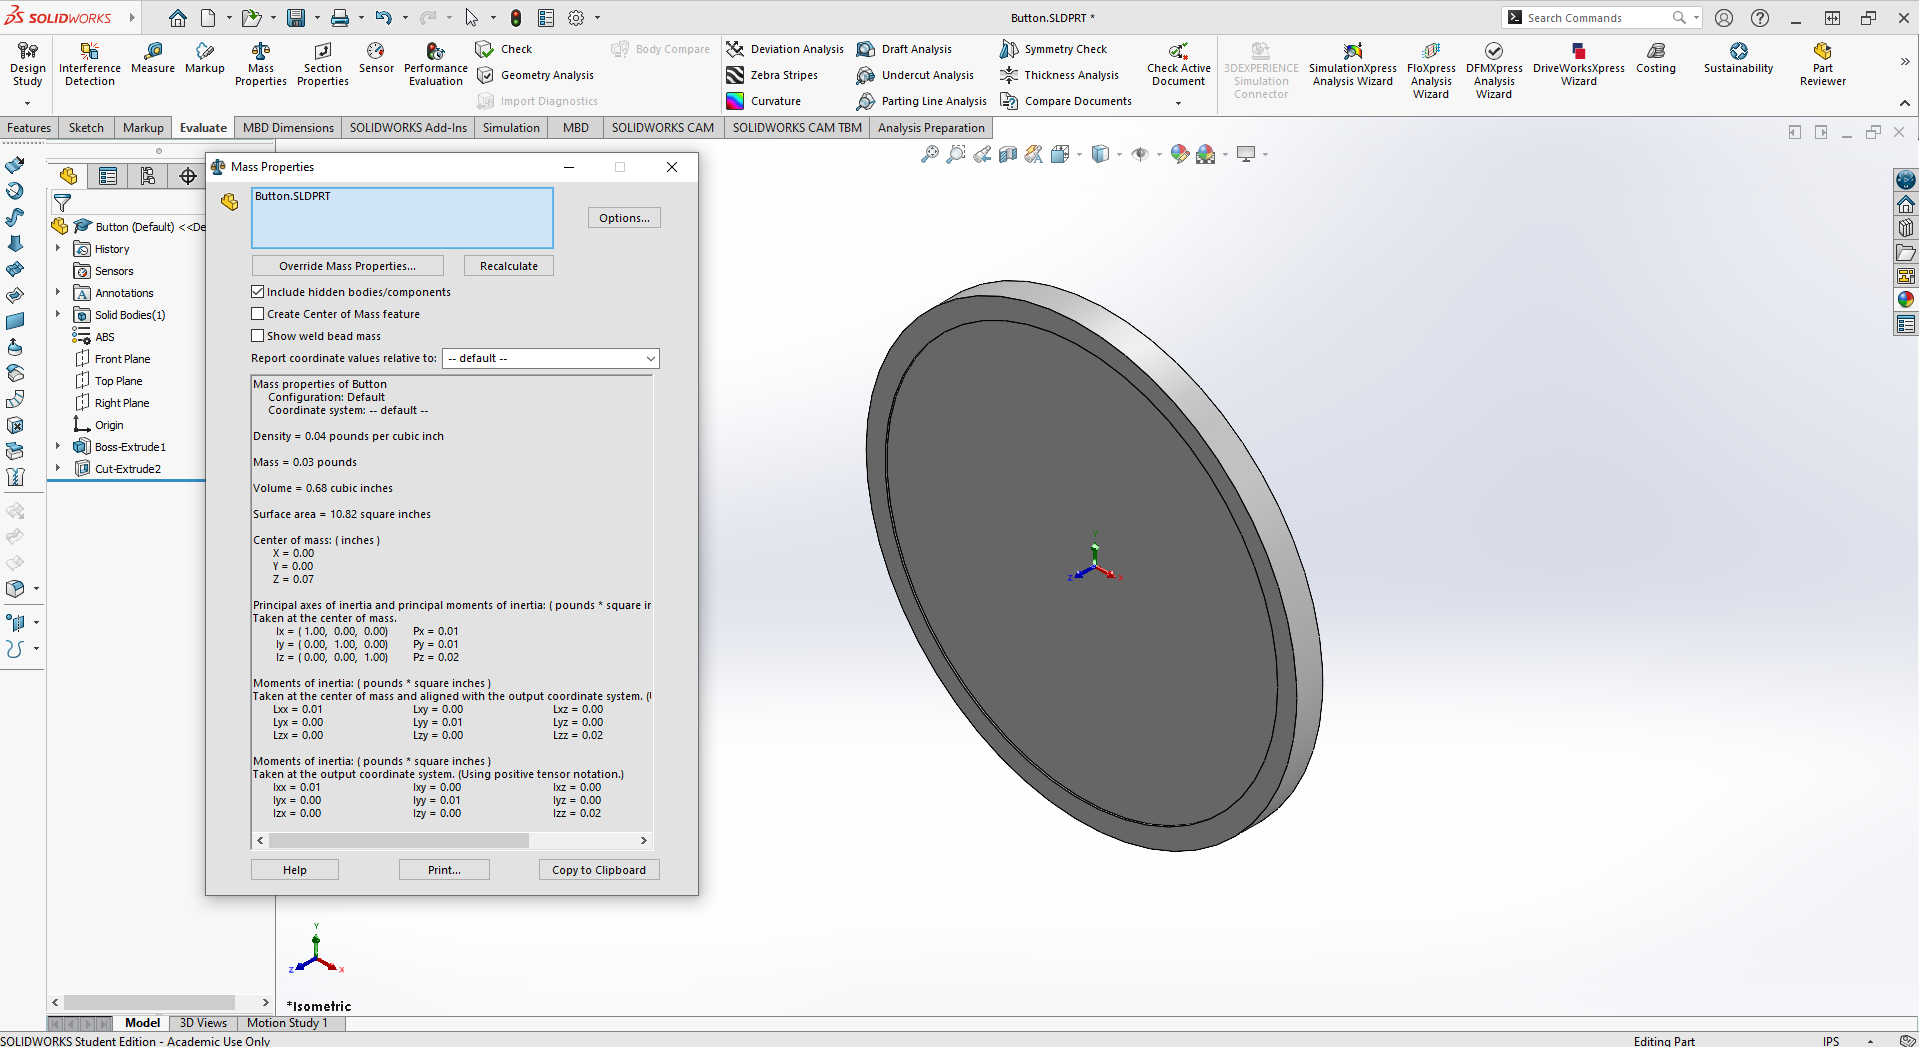 SOLIDWORKS
Button.SLDPRT *
Search Commands
Design Study
Interference Detection
Measure
Markup
Mass Properties
Section Properties
Sensor
Performance Evaluation
Check
Geometry Analysis
Import Diagnostics
Body Compare
Deviation Analysis
Zebra Stripes
Curvature
Draft Analysis
Undercut Analysis
Parting Line Analysis
Symmetry Check
Thickness Analysis
Compare Documents
Check Active Document
3DEXPERIENCE Simulation Connector
SimulationXpress Analysis Wizard
FloXpress Analysis Wizard
DFMXpress Analysis Wizard
DriveWorksXpress Wizard
Costing
Sustainability
Part Reviewer
Features
Sketch
Markup
Evaluate
MBD Dimensions
SOLIDWORKS Add-Ins
Simulation
MBD
SOLIDWORKS CAM
SOLIDWORKS CAM TBM
Analysis Preparation
Button (Default) <<De
History
Sensors
Annotations
Solid Bodies(1)
ABS
Front Plane
Top Plane
Right Plane
Origin
Boss-Extrude1
Cut-Extrude2
Mass Properties
Button.SLDPRT
Options...
Override Mass Properties...
Recalculate
Include hidden bodies/components
Create Center of Mass feature
Show weld bead mass
Report coordinate values relative to: -- default --
Mass properties of Button
Configuration: Default
Coordinate system: -- default --
Density = 0.04 pounds per cubic inch
Mass = 0.03 pounds
Volume = 0.68 cubic inches
Surface area = 10.82 square inches
Center of mass: ( inches )
X = 0.00
Y = 0.00
Z = 0.07
Principal axes of inertia and principal moments of inertia: ( pounds * square in
Taken at the center of mass.
Ix = ( 1.00, 0.00, 0.00) Px = 0.01
Iy = ( 0.00, 1.00, 0.00) Py = 0.01
Iz = ( 0.00, 0.00, 1.00) Pz = 0.02
Moments of inertia: ( pounds * square inches )
Taken at the center of mass and aligned with the output coordinate system. (U
Lxx = 0.01 Lxy = 0.00 Lxz = 0.00
Lyx = 0.00 Lyy = 0.01 Lyz = 0.00
Lzx = 0.00 Lzy = 0.00 Lzz = 0.02
Moments of inertia: ( pounds * square inches )
Taken at the output coordinate system. (Using positive tensor notation.)
Ixx = 0.01 Ixy = 0.00 Ixz = 0.00
Iyx = 0.00 Iyy = 0.01 Iyz = 0.00
Izx = 0.00 Izy = 0.00 Izz = 0.02
Help
Print...
Copy to Clipboard
Y
Z
X
Y
Z
X
*Isometric
Model
3D Views
Motion Study 1
SOLIDWORKS Student Edition - Academic Use Only
Editing Part
IPS